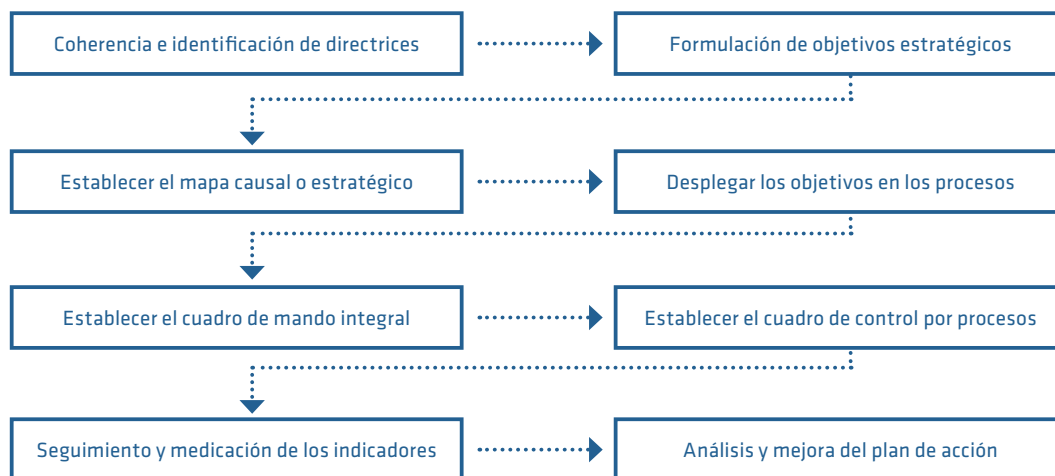 Coherencia e identificación de directrices
Formulación de objetivos estratégicos
Establecer el mapa causal o estratégico
Desplegar los objetivos en los procesos
Establecer el cuadro de mando integral
Establecer el cuadro de control por procesos
Seguimiento y medicación de los indicadores
Análisis y mejora del plan de acción